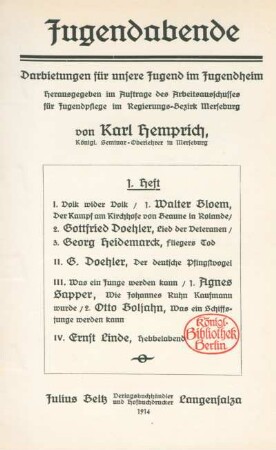 Jugendabende
Darbietungen für unsere Jugend im Jugendheim
Herausgegeben im Auftrage des Arbeitsausschusses
für Jugendpflege im Regierungs-Bezirk Merseburg
von Karl Hemprich,
Königl. Seminar-Oberlehrer in Merseburg
1. Heft
I. Volk wider Volk / 1. Walter Bloem,
Der Kampf am Kirchhofe von Beaune la Rolande /
2. Gottfried Doehler, Lied der Veteranen /
3. Georg Heidemarck, Fliegers Tod
II. G. Doehler, Der deutsche Pfingstvogel
III. Was ein Junge werden kann / 1. Agnes
Sapper, Wie Johannes Ruhn Kaufmann
wurde / 2. Otto Boljahn, Was ein Schiffs-
junge werden kann
IV. Ernst Linde, Hebbelabend
Königl.
Bibliothek
Berlin
Julius Beltz Verlagsbuchhändler und Hofbuchdrucker Langensalza
1914